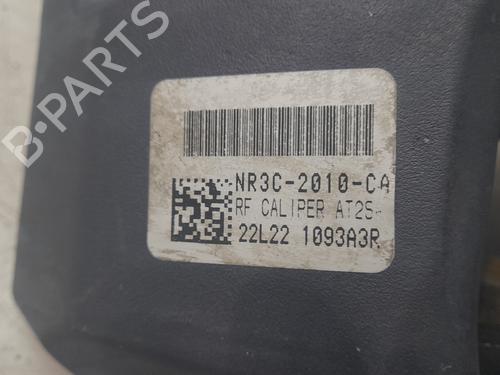 B-PARTS
NR3C-2010-CA
RF CALIPER AT2S-
22L22 1093A3R